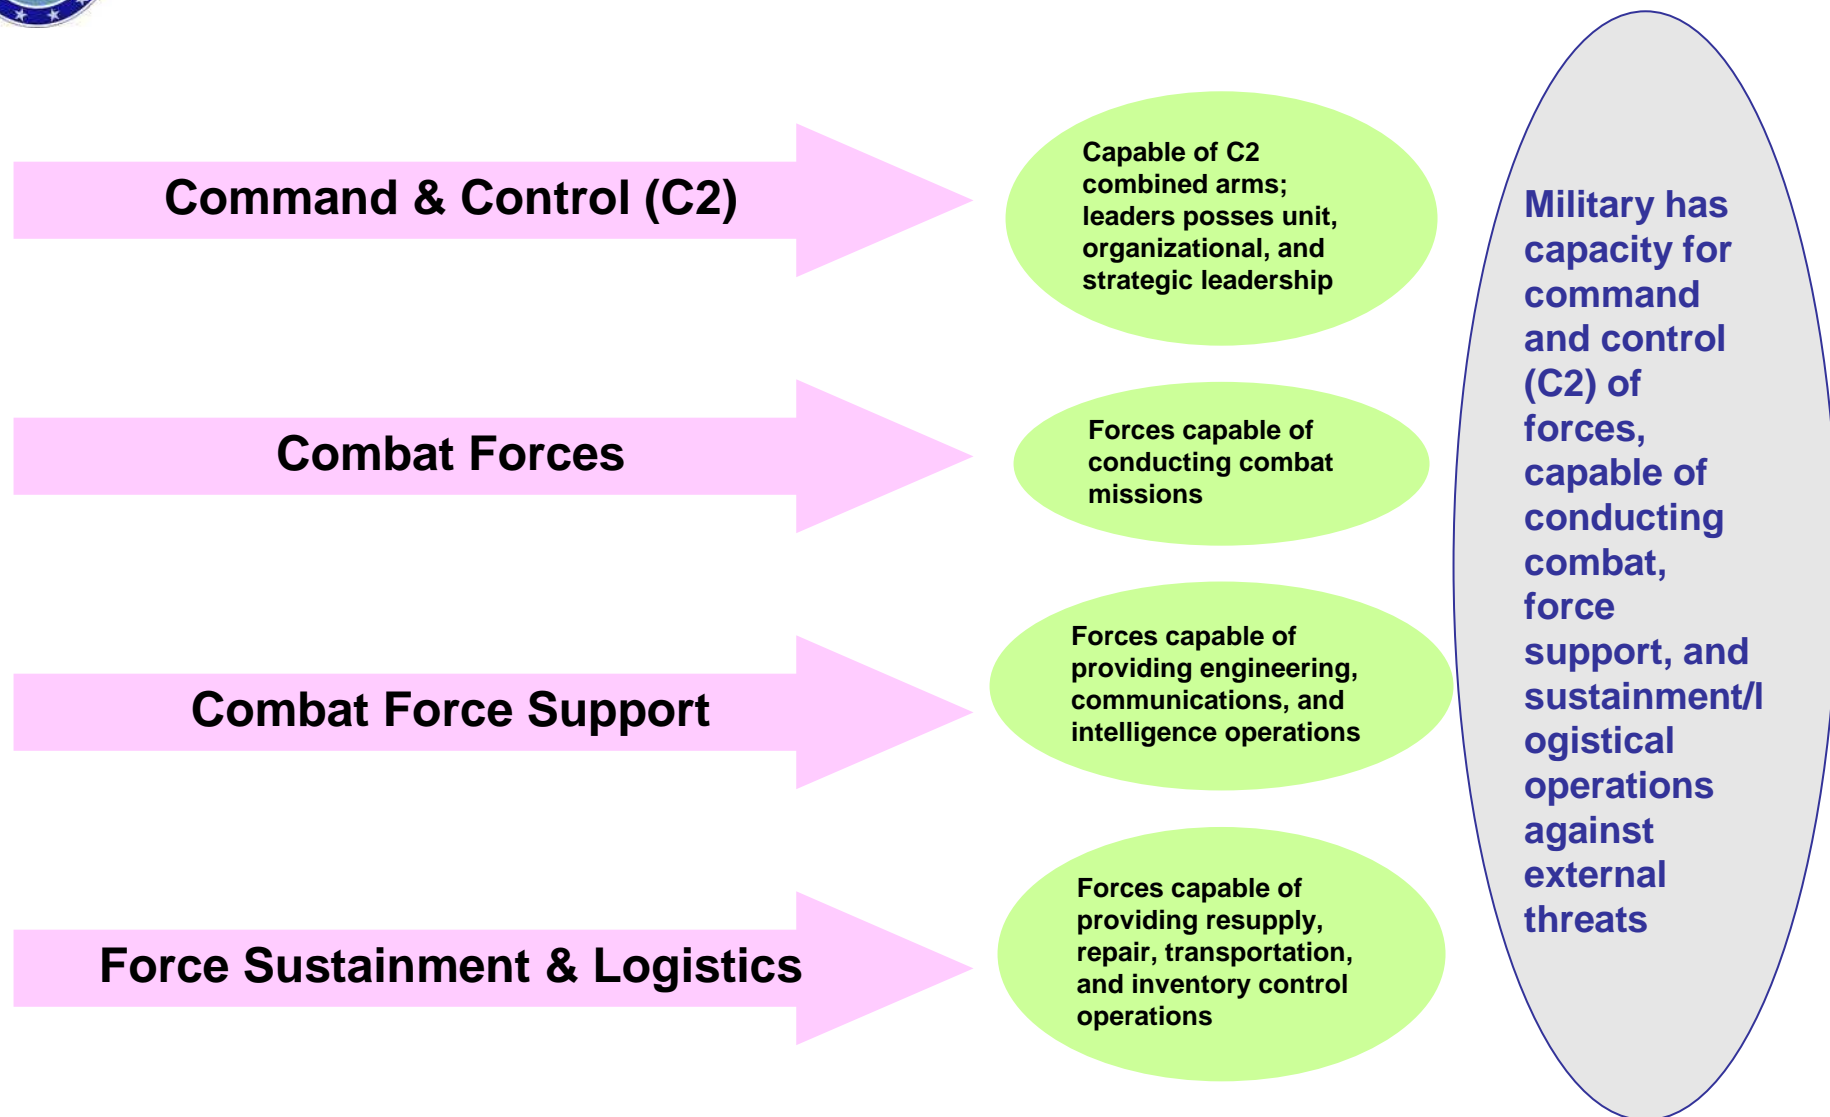 Command & Control (C2)
Capable of C2
combined arms;
leaders posses unit,
organizational, and
strategic leadership
Combat Forces
Forces capable of
conducting combat
missions
Combat Force Support
Forces capable of
providing engineering,
communications, and
intelligence operations
Force Sustainment & Logistics
Forces capable of
providing resupply,
repair, transportation,
and inventory control
operations
Military has
capacity for
command
and control
(C2) of
forces,
capable of
conducting
combat,
force
support, and
sustainment/l
ogistical
operations
against
external
threats